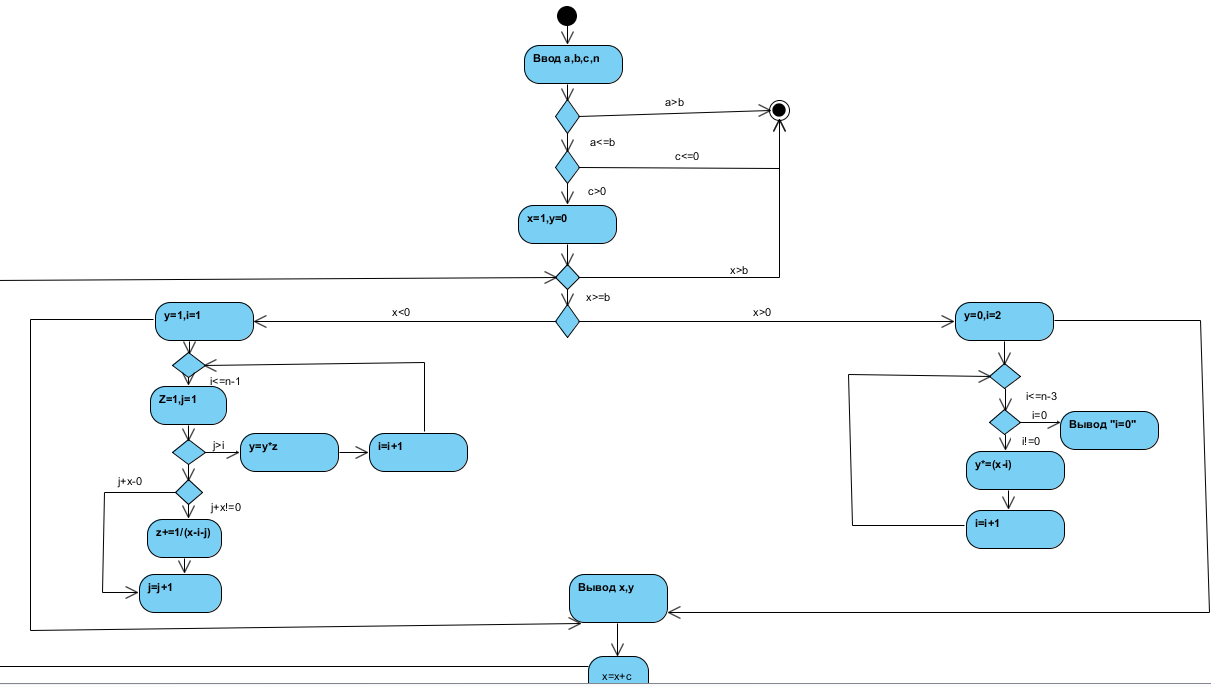 Ввод a,b,c,n
a>b
a<=b
c<=0
c>0
x=1,y=0
x>b
x>=b
x<0
x>0
y=1,i=1
y=0,i=2
i<=n-1
Z=1,j=1
i<=n-3
i=0
Вывод "i=0"
j>i
y=y*z
i=i+1
i!=0
y*=(x-i)
j+x-0
j+x!=0
z+=1/(x-i-j)
i=i+1
j=j+1
Вывод x,y
x=x+c